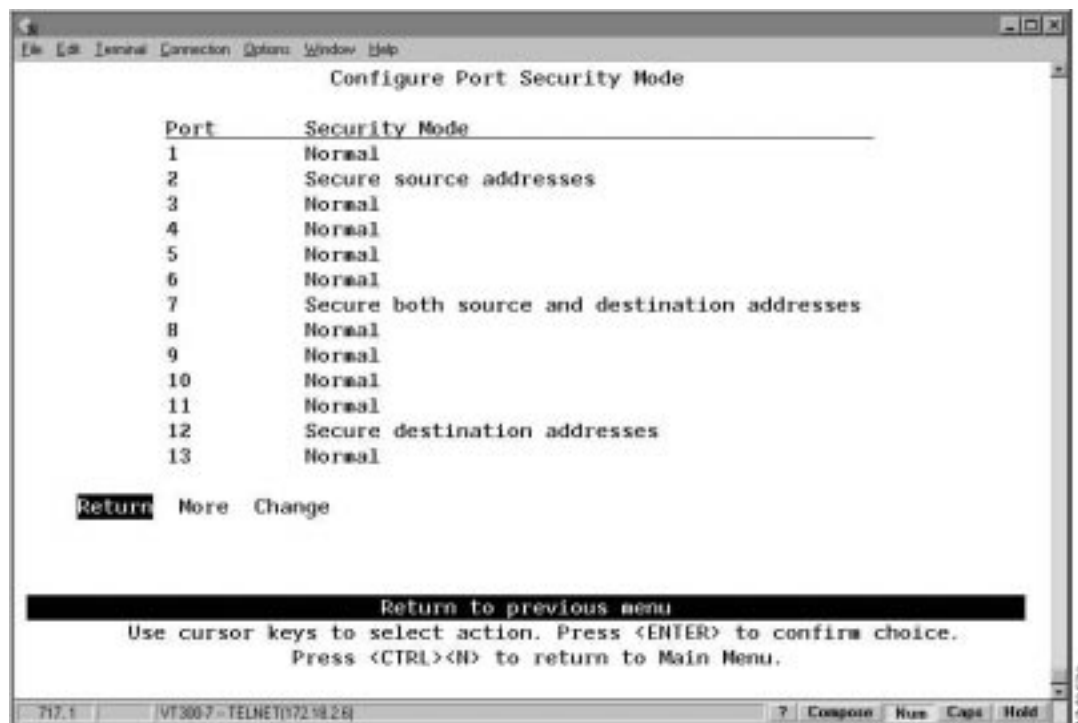 File Edit Terminal Connection Options Window Help
Configure Port Security Mode
Port Security Mode
1 Normal
2 Secure source addresses
3 Normal
4 Normal
5 Normal
6 Normal
7 Secure both source and destination addresses
8 Normal
9 Normal
10 Normal
11 Normal
12 Secure destination addresses
13 Normal
Return More Change
Return to previous menu
Use cursor keys to select action. Press <ENTER> to confirm choice.
Press <CTRL><N> to return to Main Menu.
717.1 VT300-7 -- TELNET(172.18.2.6) ? Compose Num Caps Hold